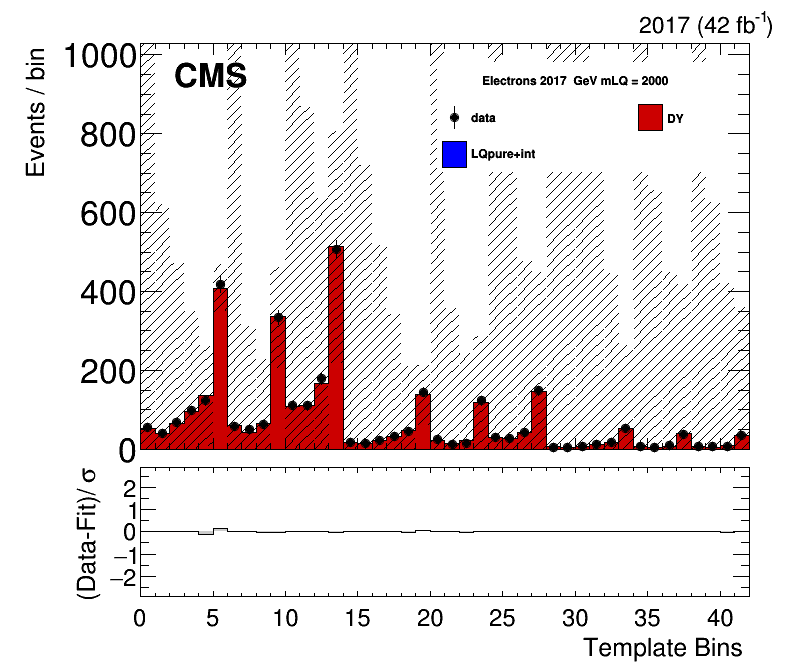 2017 (42 fb-1)
Events / bin
1000
800
600
400
200
0
CMS
Electrons 2017 GeV mLQ = 2000
data
DY
LQpure+int
(Data-Fit)/ σ
2
1
0
−1
−2
0 5 10 15 20 25 30 35 40
Template Bins